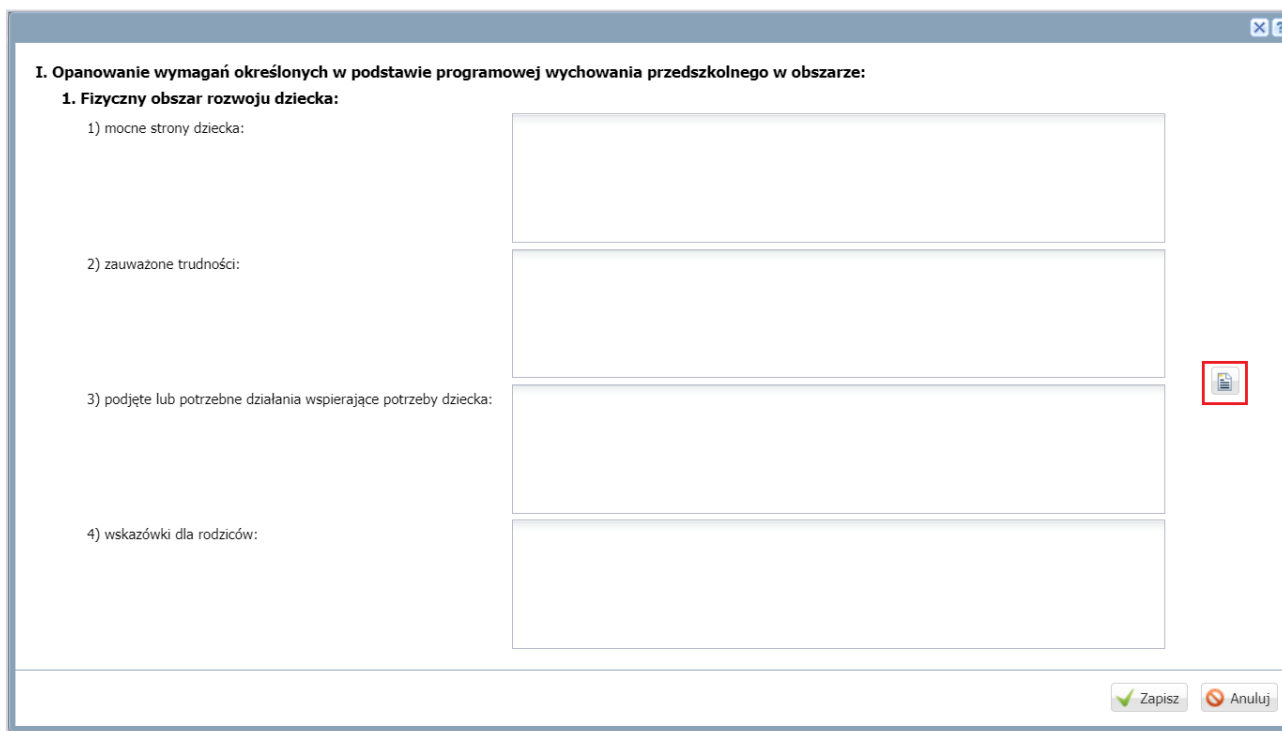 I. Opanowanie wymagań określonych w podstawie programowej wychowania przedszkolnego w obszarze:
1. Fizyczny obszar rozwoju dziecka:
1) mocne strony dziecka:
2) zauważone trudności:
3) podjęte lub potrzebne działania wspierające potrzeby dziecka:
4) wskazówki dla rodziców:
Zapisz
Anuluj